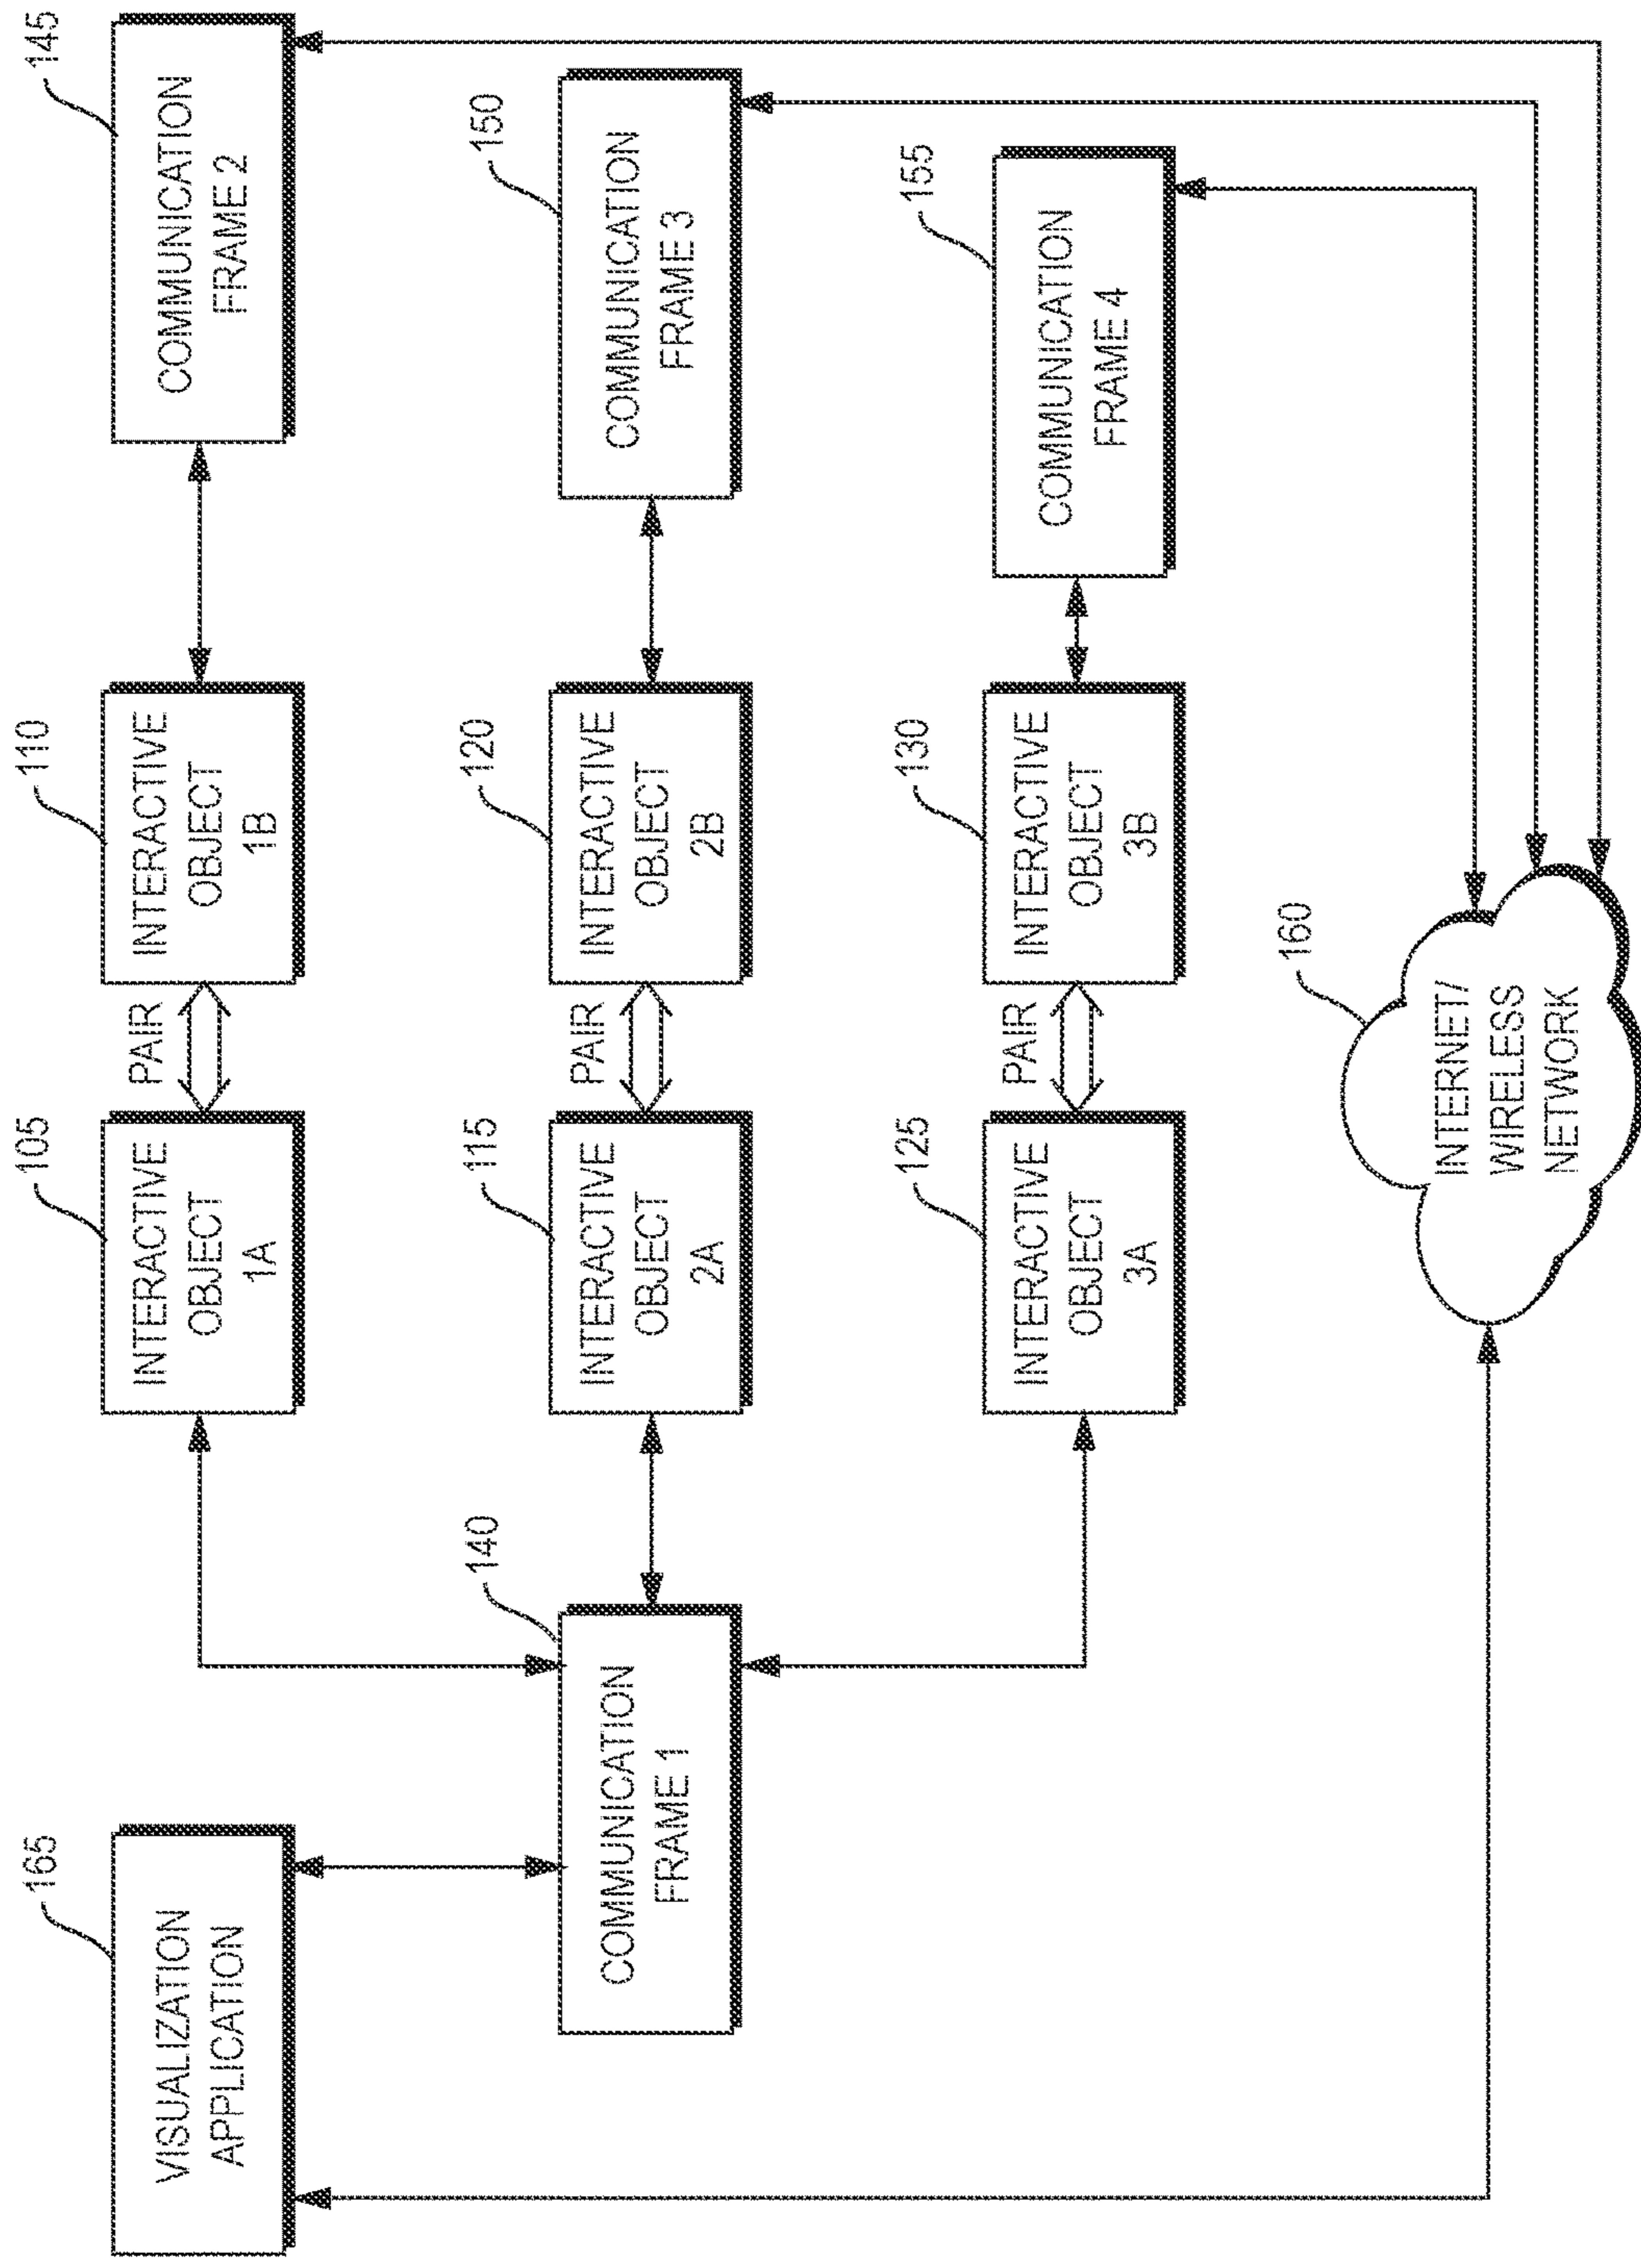 165
VISUALIZATION
APPLICATION
140
COMMUNICATION
FRAME 1
105
INTERACTIVE
OBJECT
1A
PAIR
110
INTERACTIVE
OBJECT
1B
145
COMMUNICATION
FRAME 2
115
INTERACTIVE
OBJECT
2A
PAIR
120
INTERACTIVE
OBJECT
2B
150
COMMUNICATION
FRAME 3
125
INTERACTIVE
OBJECT
3A
PAIR
130
INTERACTIVE
OBJECT
3B
155
COMMUNICATION
FRAME 4
160
INTERNET/
WIRELESS
NETWORK